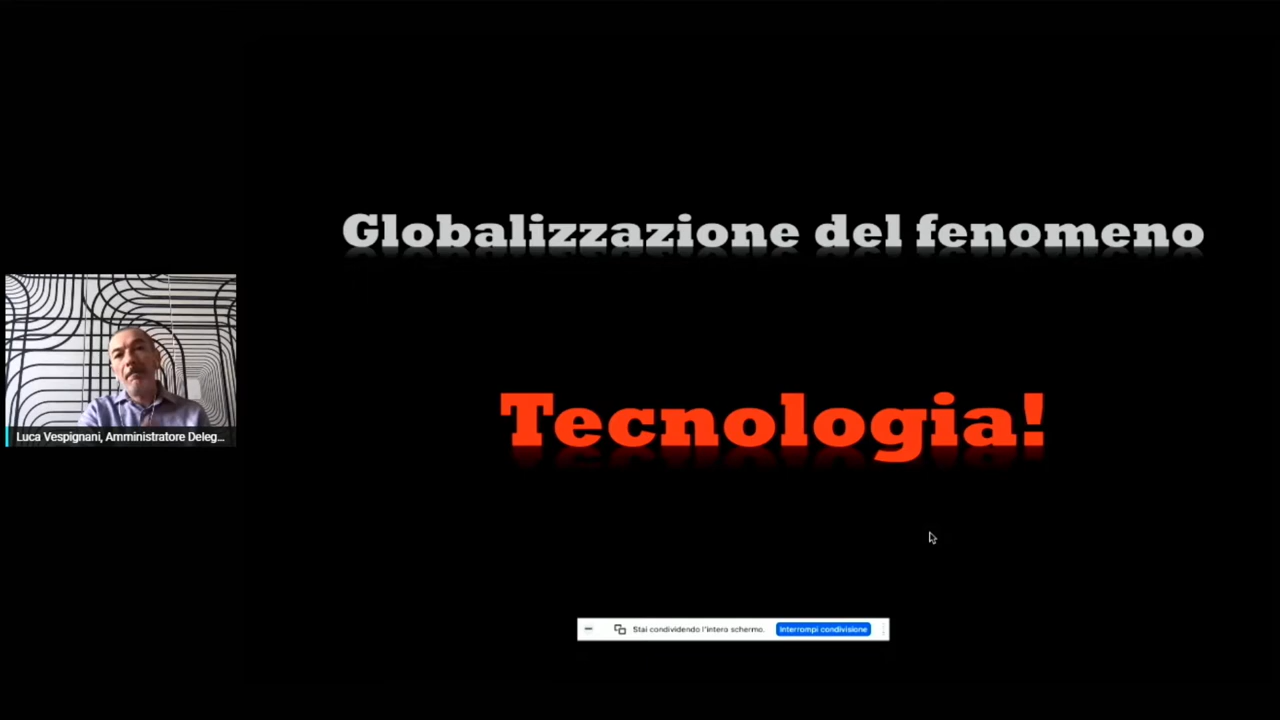 Globalizzazione del fenomeno
Tecnologia!
Luca Vespignani, Amministratore Deleg...
Stai condividendo l'intero schermo.
Interrompi condivisione